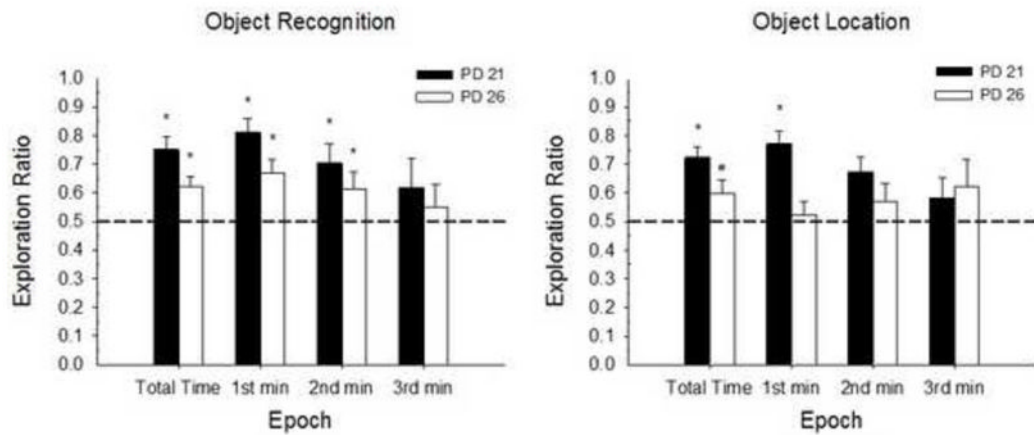 Object Recognition
PD 21
PD 26
1.0
0.9
0.8
0.7
0.6
0.5
0.4
0.3
0.2
0.1
0.0
Exploration Ratio
* * * * * *
Total Time 1st min 2nd min 3rd min
Epoch
Object Location
PD 21
PD 26
1.0
0.9
0.8
0.7
0.6
0.5
0.4
0.3
0.2
0.1
0.0
Exploration Ratio
* # *
Total Time 1st min 2nd min 3rd min
Epoch